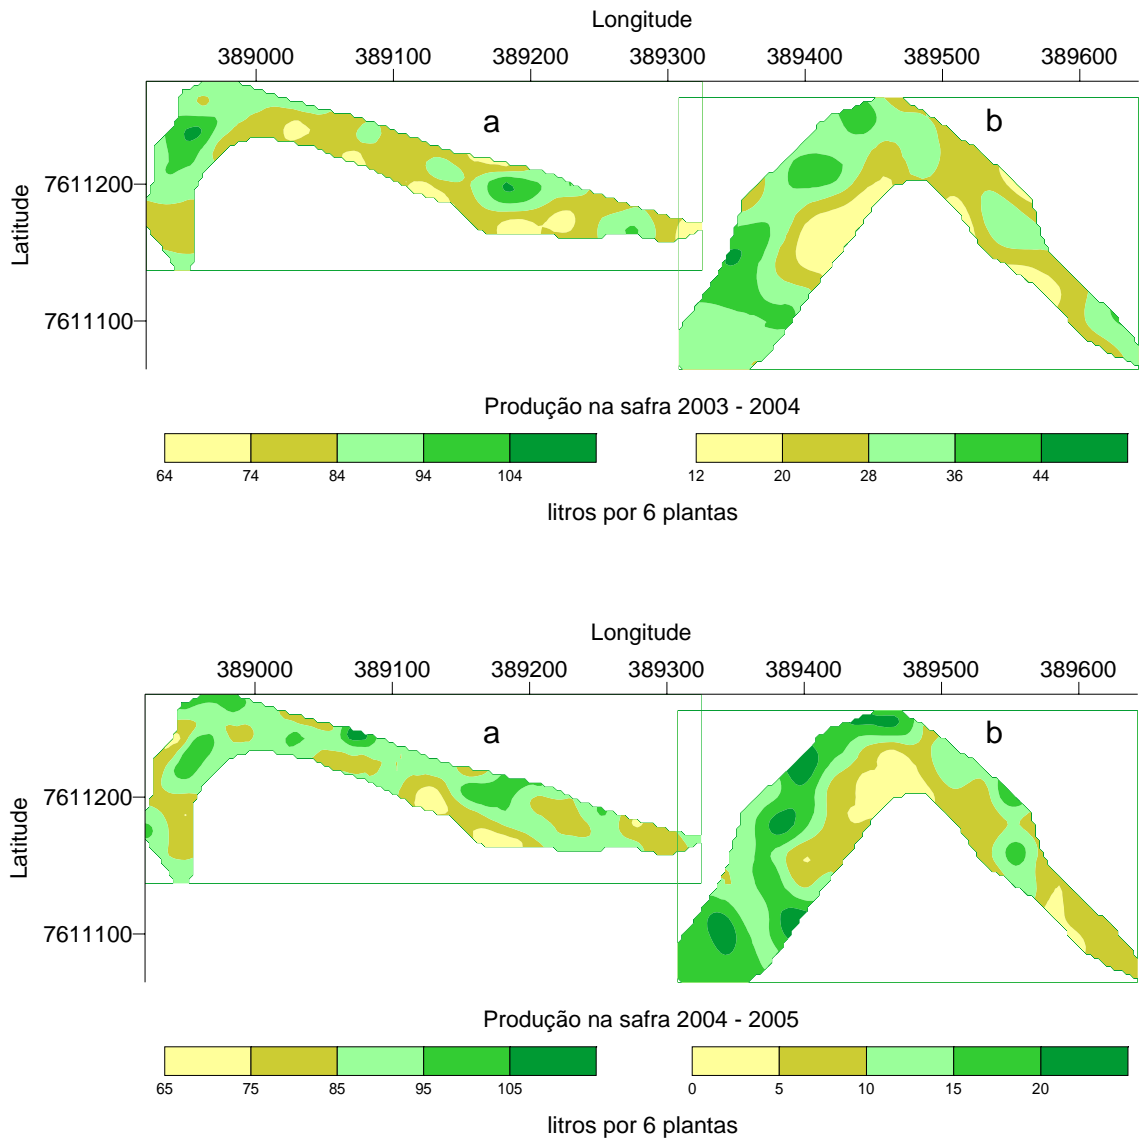 Longitude
389000 389100 389200 389300 389400 389500 389600
a
b
Latitude
7611200
7611100
Produção na safra 2003 - 2004
64 74 84 94 104
12 20 28 36 44
litros por 6 plantas
Longitude
389000 389100 389200 389300 389400 389500 389600
a
b
Latitude
7611200
7611100
Produção na safra 2004 - 2005
65 75 85 95 105
0 5 10 15 20
litros por 6 plantas